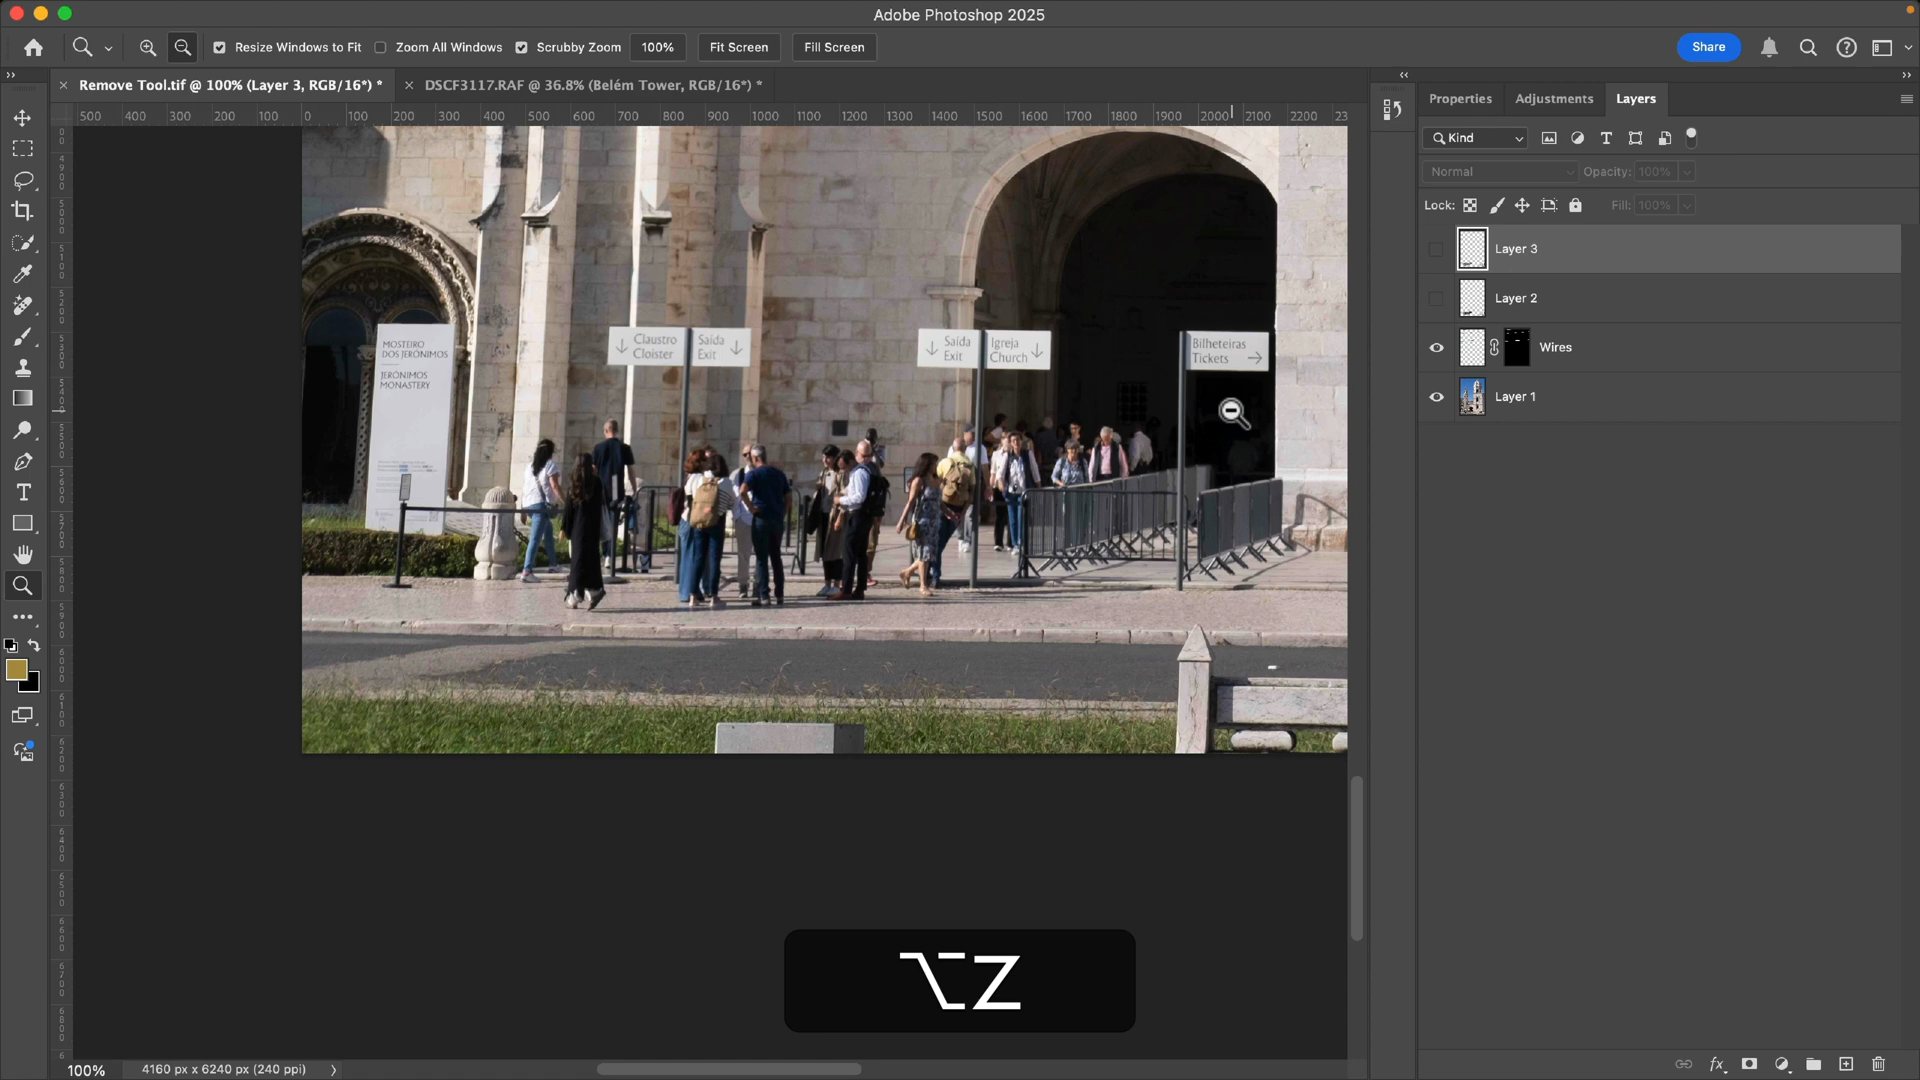 Adobe Photoshop 2025
Resize Windows to Fit Zoom All Windows Scrubby Zoom 100% Fit Screen Fill Screen Share
Remove Tool.tif @ 100% (Layer 3, RGB/16*) * DSCF3117.RAF @ 36.8% (Belém Tower, RGB/16*) *
Properties Adjustments Layers
500 400 300 200 100 0 100 200 300 400 500 600 700 800 900 1000 1100 1200 1300 1400 1500 1600 1700 1800 1900 2000 2100 2200 23
Kind
Normal Opacity: 100%
Lock: Fill: 100%
Layer 3
Layer 2
Wires
Layer 1
MOSTEIRO
DOS JERÓNIMOS
JERÓNIMOS
MONASTERY
Claustro
Cloister
Saída
Exit
Saída
Exit
Igreja
Church
Bilheteiras
Tickets
⌥Z
100% 4160 px x 6240 px (240 ppi)